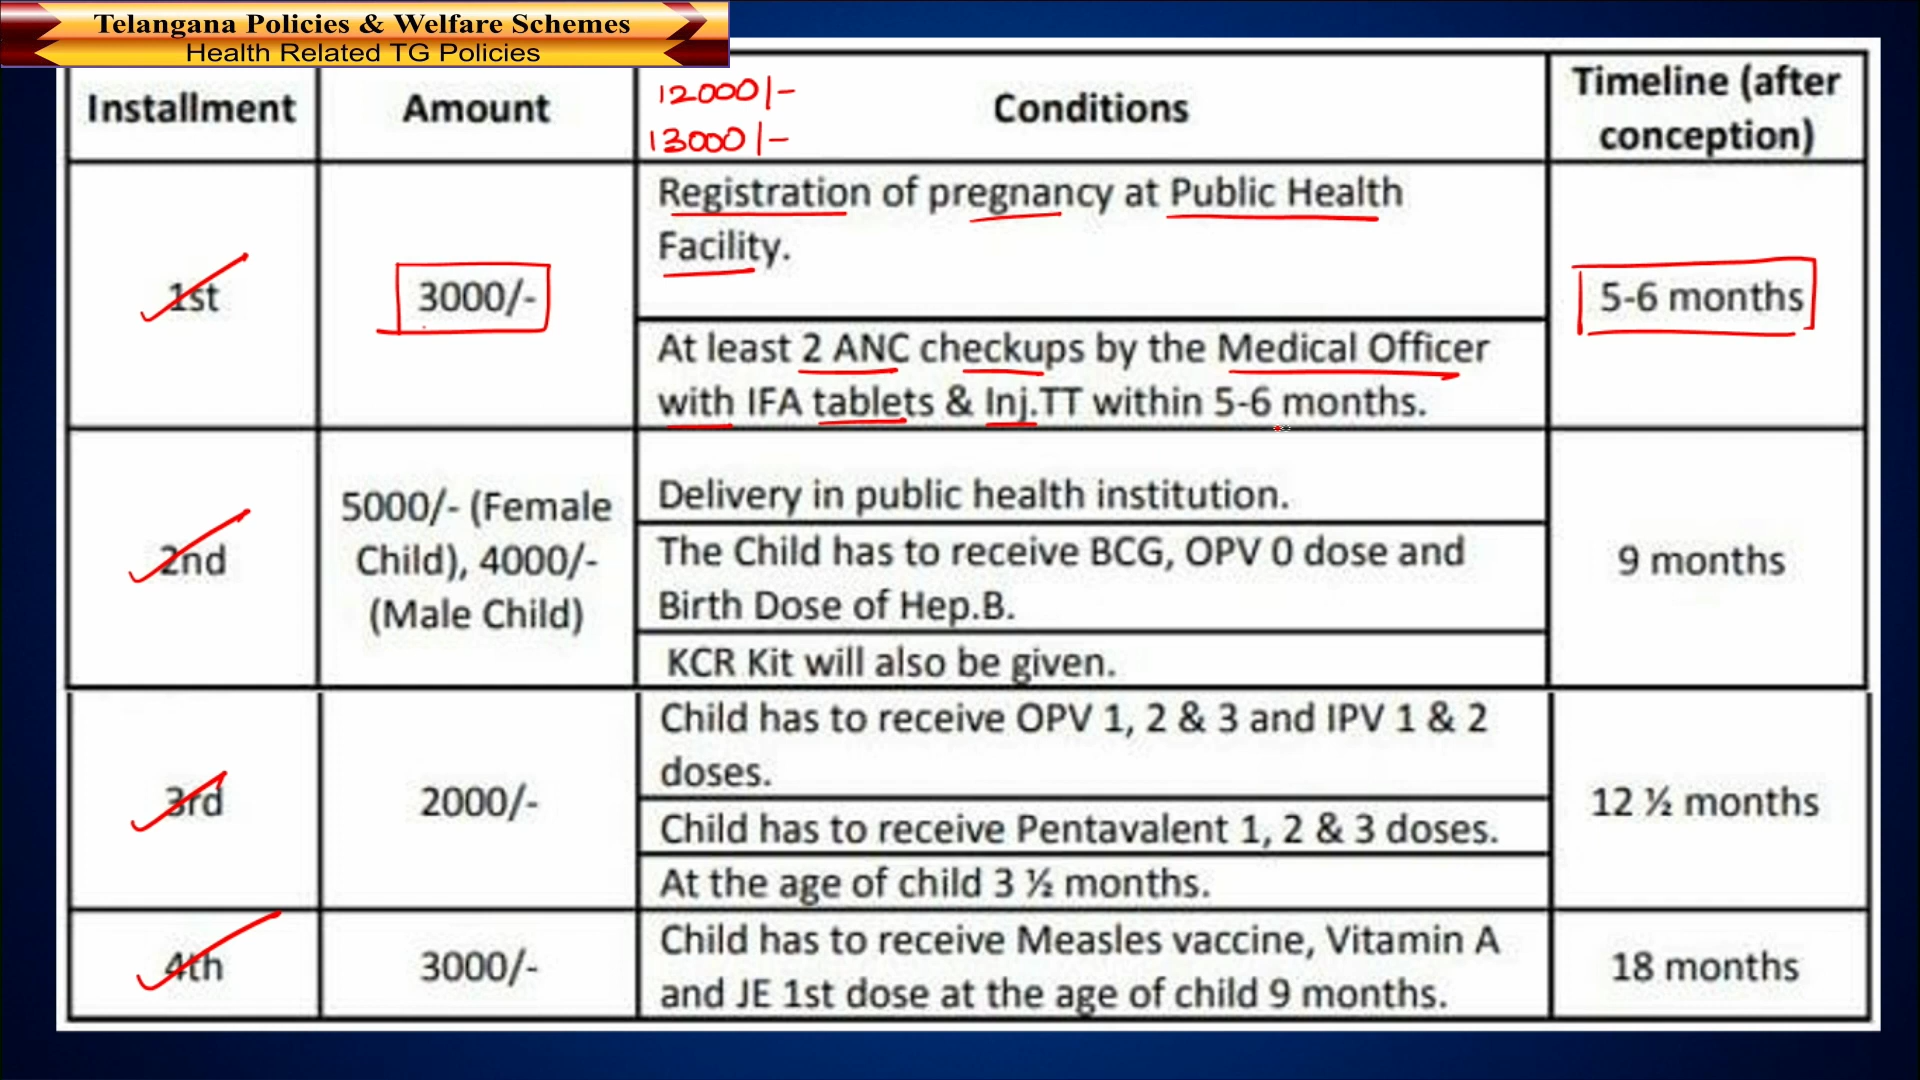 Telangana Policies & Welfare Schemes
Health Related TG Policies
Installment
Amount
12000/-
13000/-
Conditions
Timeline (after
conception)
1st
3000/-
Registration of pregnancy at Public Health
Facility.
At least 2 ANC checkups by the Medical Officer
with IFA tablets & Inj.TT within 5-6 months.
5-6 months
2nd
5000/- (Female
Child), 4000/-
(Male Child)
Delivery in public health institution.
The Child has to receive BCG, OPV 0 dose and
Birth Dose of Hep.B.
KCR Kit will also be given.
9 months
3rd
2000/-
Child has to receive OPV 1, 2 & 3 and IPV 1 & 2
doses.
Child has to receive Pentavalent 1, 2 & 3 doses.
At the age of child 3 ½ months.
12 ½ months
4th
3000/-
Child has to receive Measles vaccine, Vitamin A
and JE 1st dose at the age of child 9 months.
18 months